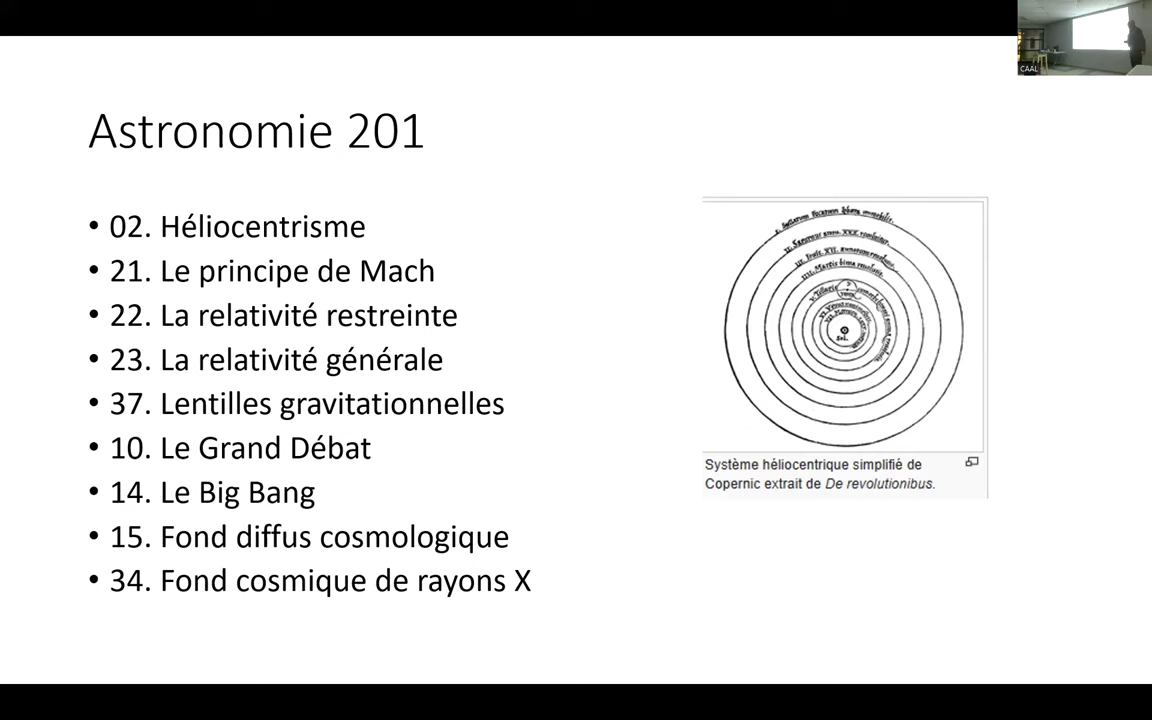 CAAL
Astronomie 201
• 02. Héliocentrisme
• 21. Le principe de Mach
• 22. La relativité restreinte
• 23. La relativité générale
• 37. Lentilles gravitationnelles
• 10. Le Grand Débat
• 14. Le Big Bang
• 15. Fond diffus cosmologique
• 34. Fond cosmique de rayons X
Sol.
Système héliocentrique simplifié de
Copernic extrait de De revolutionibus.